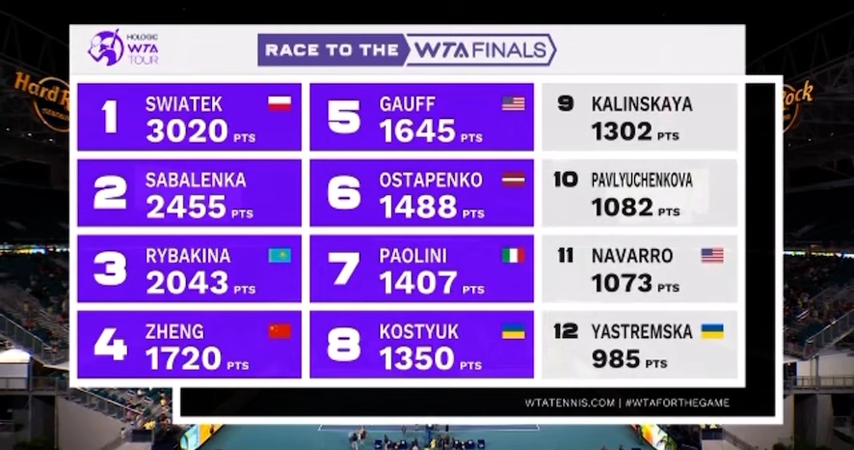 HOLOGIC
WTA
TOUR
RACE TO THE WTA FINALS
1 SWIATEK
3020 PTS
2 SABALENKA
2455 PTS
3 RYBAKINA
2043 PTS
4 ZHENG
1720 PTS
5 GAUFF
1645 PTS
6 OSTAPENKO
1488 PTS
7 PAOLINI
1407 PTS
8 KOSTYUK
1350 PTS
9 KALINSKAYA
1302 PTS
10 PAVLYUCHENKOVA
1082 PTS
11 NAVARRO
1073 PTS
12 YASTREMSKA
985 PTS
WTATENNIS.COM | #WTAFORTHEGAME
Hard R
ock